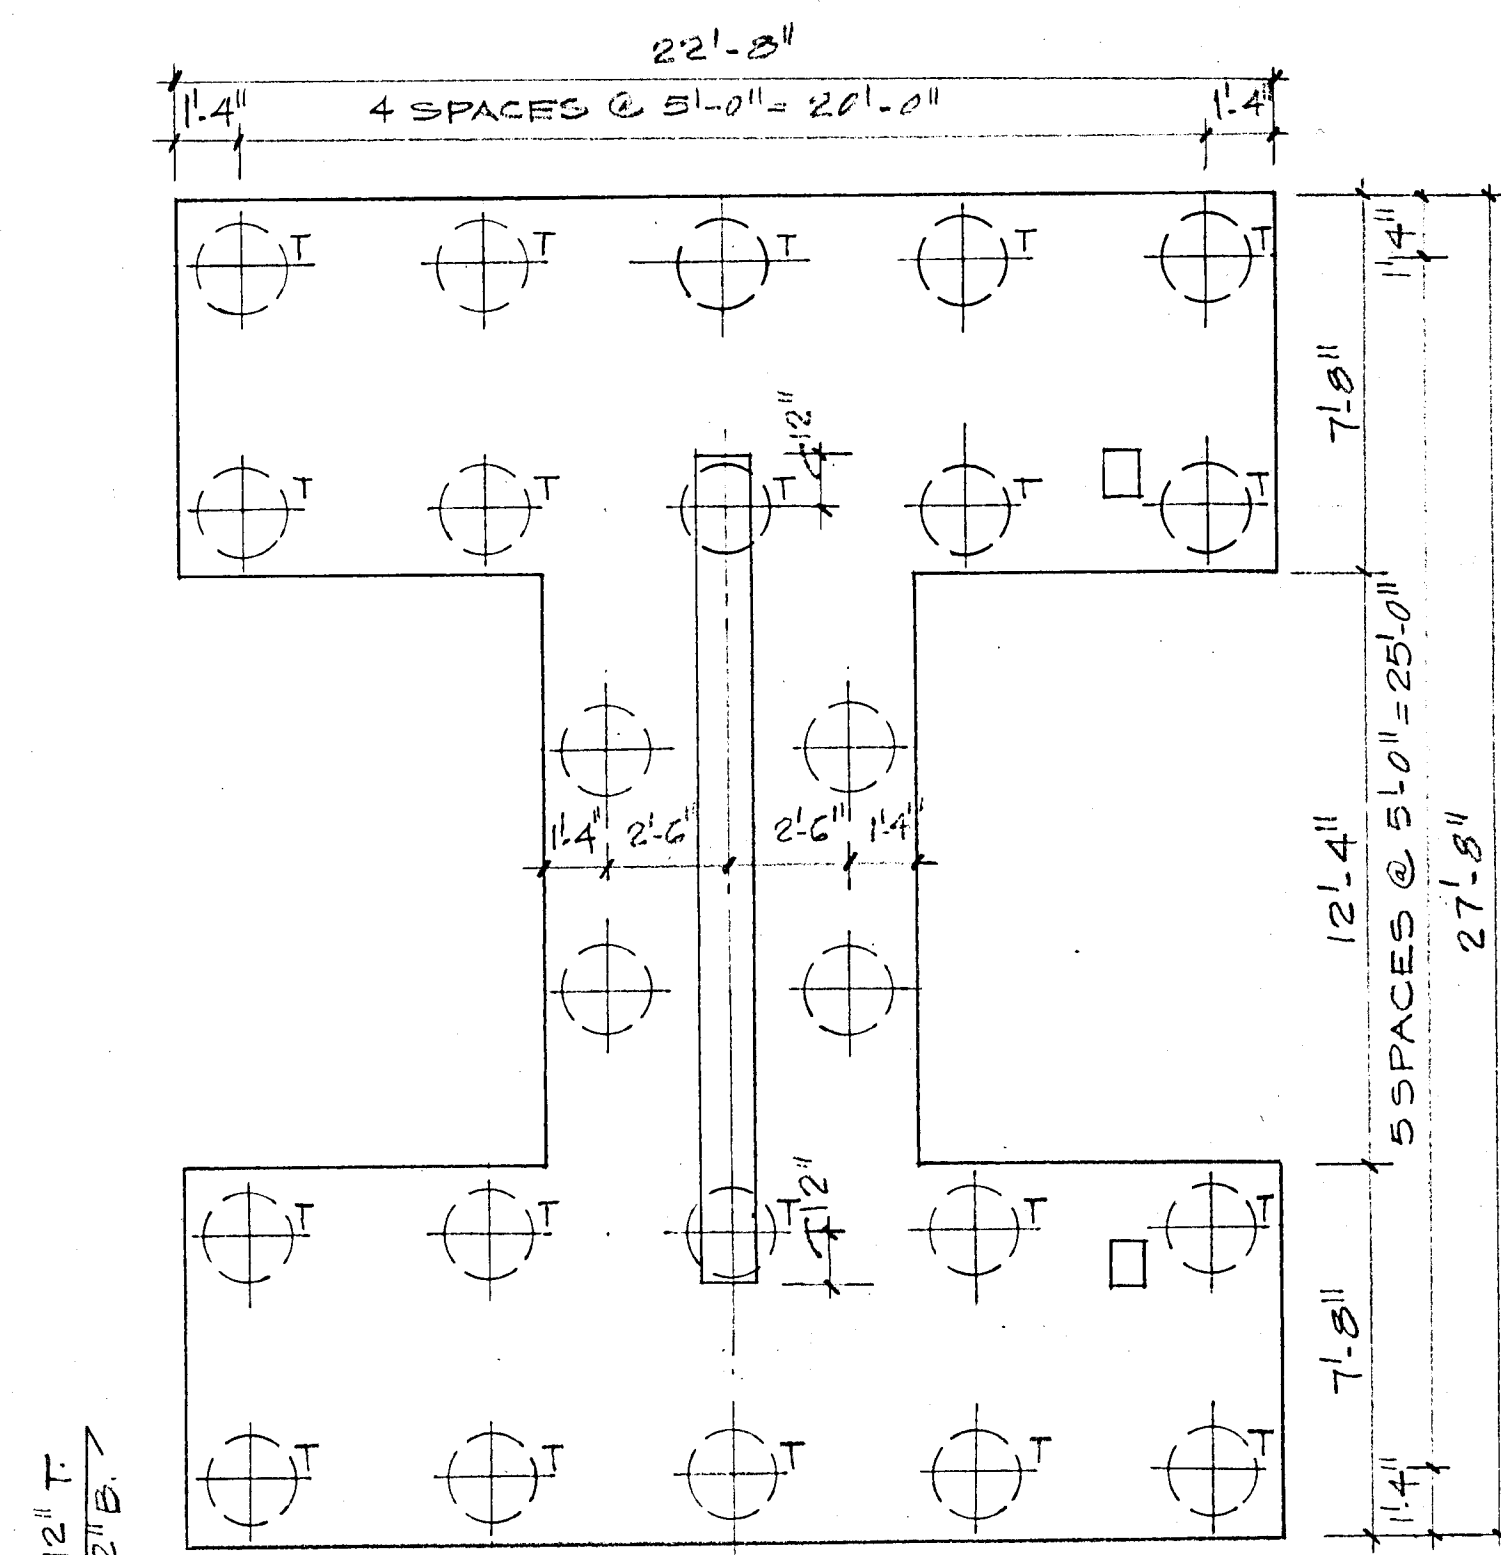 22'-8"
1'-4" 4 SPACES @ 5'-0" = 20'-0" 1'-4"
T T T T T
1'-4"
7'-8"
12"
T T T T T
5 SPACES @ 5'-0" = 25'-0"
1'-4" 2'-6" 2'-6" 1'-4"
12'-4"
27'-8"
12"
T T T T T
7'-8"
T T T T T
1'-4"
12" T.
2" B.